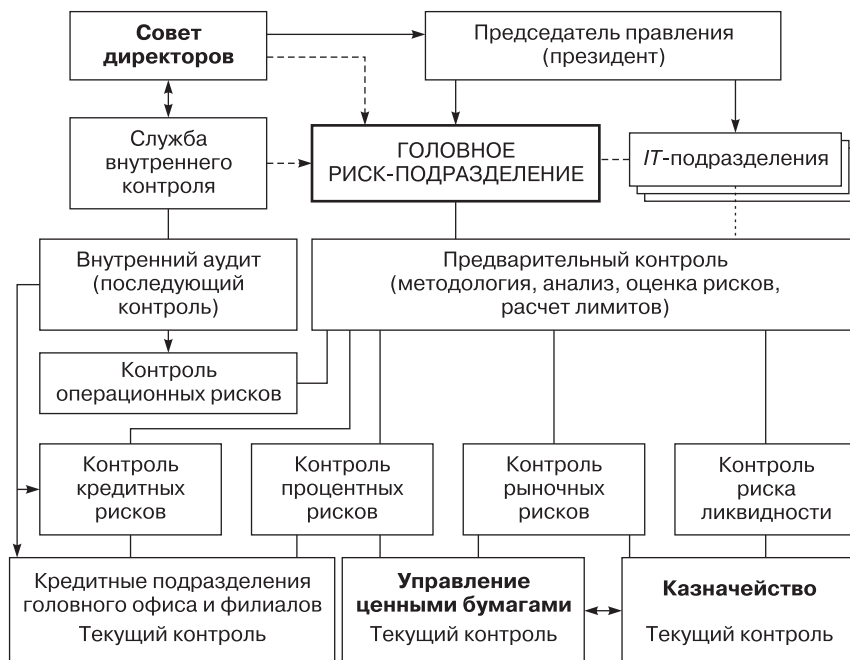 Совет
директоров
Председатель правления
(президент)
Служба
внутреннего
контроля
ГОЛОВНОЕ
РИСК-ПОДРАЗДЕЛЕНИЕ
IT-подразделения
Внутренний аудит
(последующий
контроль)
Предварительный контроль
(методология, анализ, оценка рисков,
расчет лимитов)
Контроль
операционных рисков
Контроль
кредитных
рисков
Контроль
процентных
рисков
Контроль
рыночных
рисков
Контроль
риска
ликвидности
Кредитные подразделения
головного офиса и филиалов
Текущий контроль
Управление
ценными бумагами
Текущий контроль
Казначейство
Текущий контроль